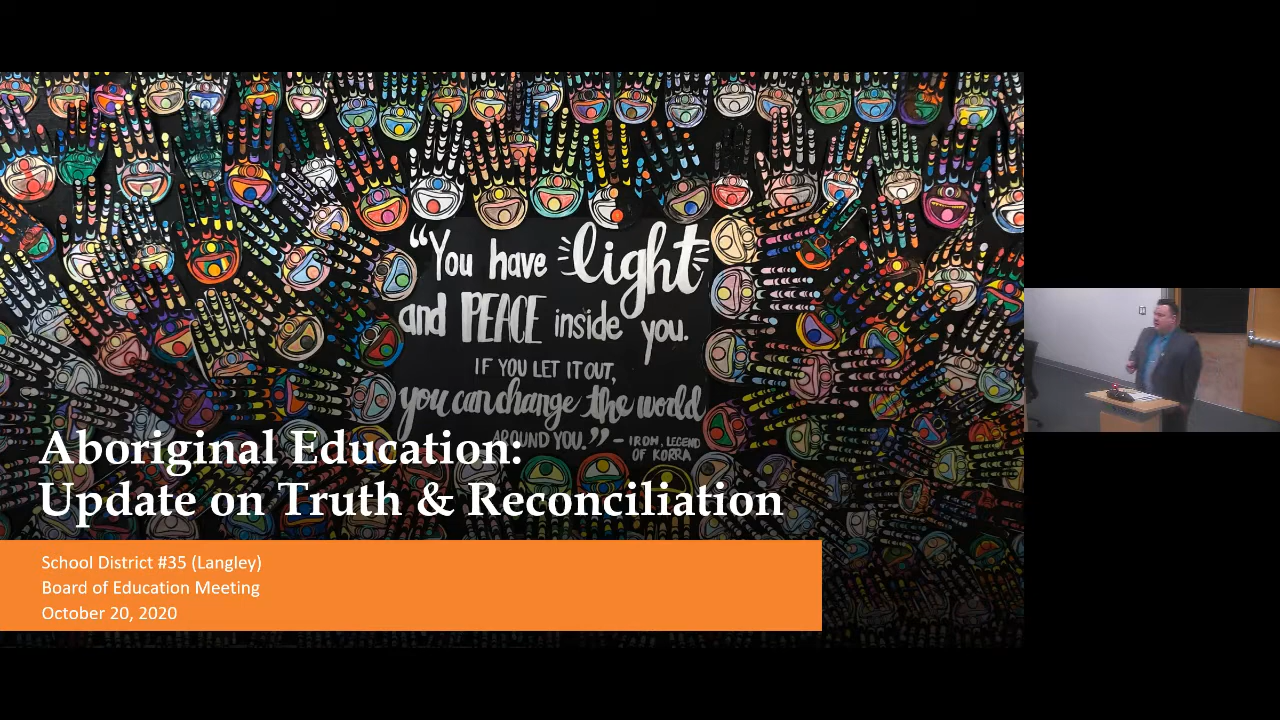 “You have light
and PEACE inside you.
IF YOU LET IT OUT,
you can change the world
AROUND YOU.” – IROH, LEGEND
OF KORRA
Aboriginal Education:
Update on Truth & Reconciliation
School District #35 (Langley)
Board of Education Meeting
October 20, 2020